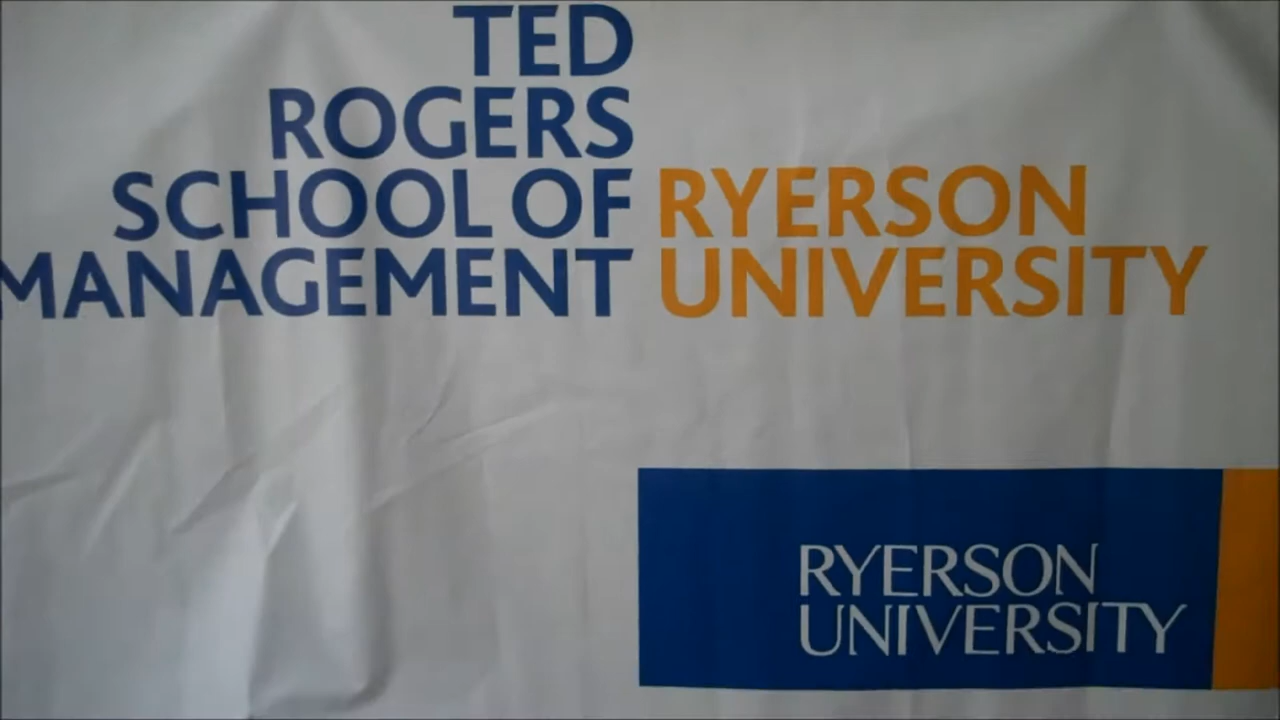 TED
ROGERS
SCHOOL OF
MANAGEMENT
RYERSON
UNIVERSITY
RYERSON
UNIVERSITY